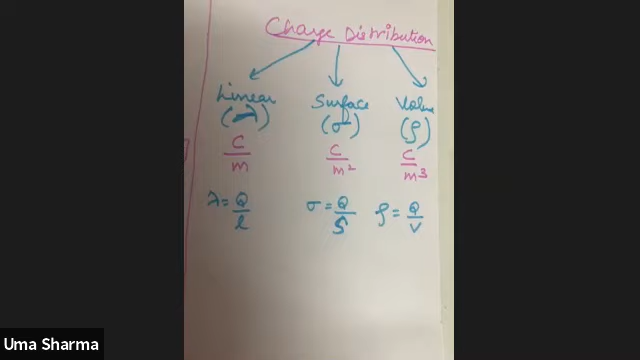 Charge Distribution
Linear Surface Volume
(λ) (σ) (ρ)
C/m C/m² C/m³
λ = Q/l σ = Q/S ρ = Q/V
Uma Sharma